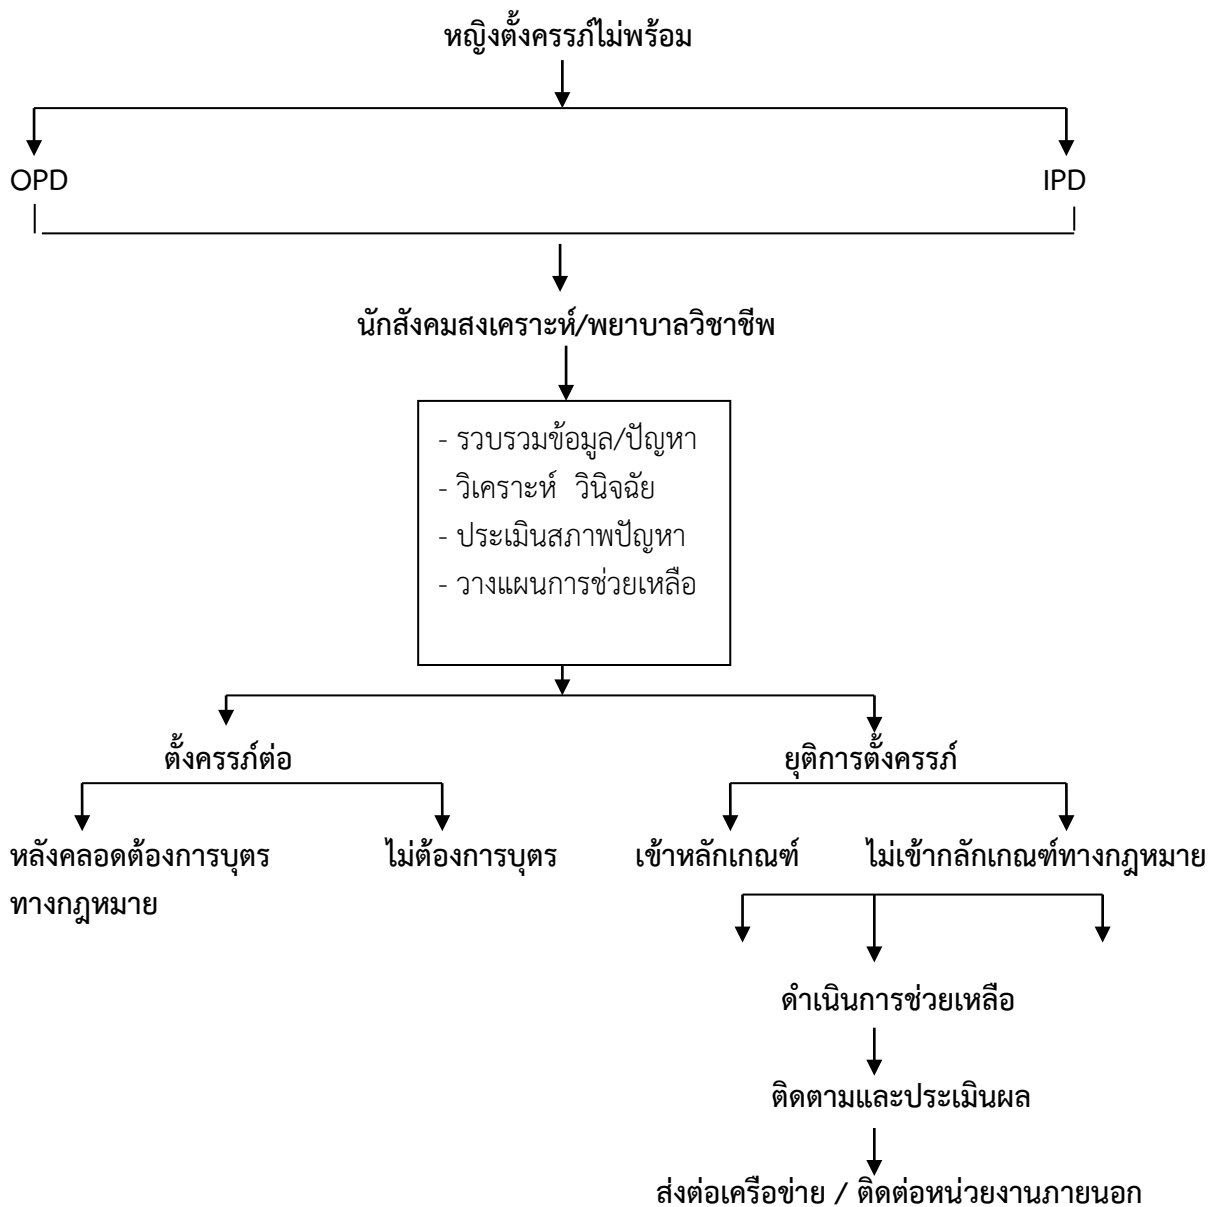 หญิงตั้งครรภ์ไม่พร้อม
OPD
IPD
นักสังคมสงเคราะห์/พยาบาลวิชาชีพ
- รวบรวมข้อมูล/ปัญหา
- วิเคราะห์ วินิจฉัย
- ประเมินสภาพปัญหา
- วางแผนการช่วยเหลือ
ตั้งครรภ์ต่อ
ยุติการตั้งครรภ์
หลังคลอดต้องการบุตร
ไม่ต้องการบุตร
เข้าหลักเกณฑ์
ไม่เข้ากลักเกณฑ์ทางกฎหมาย
ทางกฎหมาย
ดำเนินการช่วยเหลือ
ติดตามและประเมินผล
ส่งต่อเครือข่าย / ติดต่อหน่วยงานภายนอก